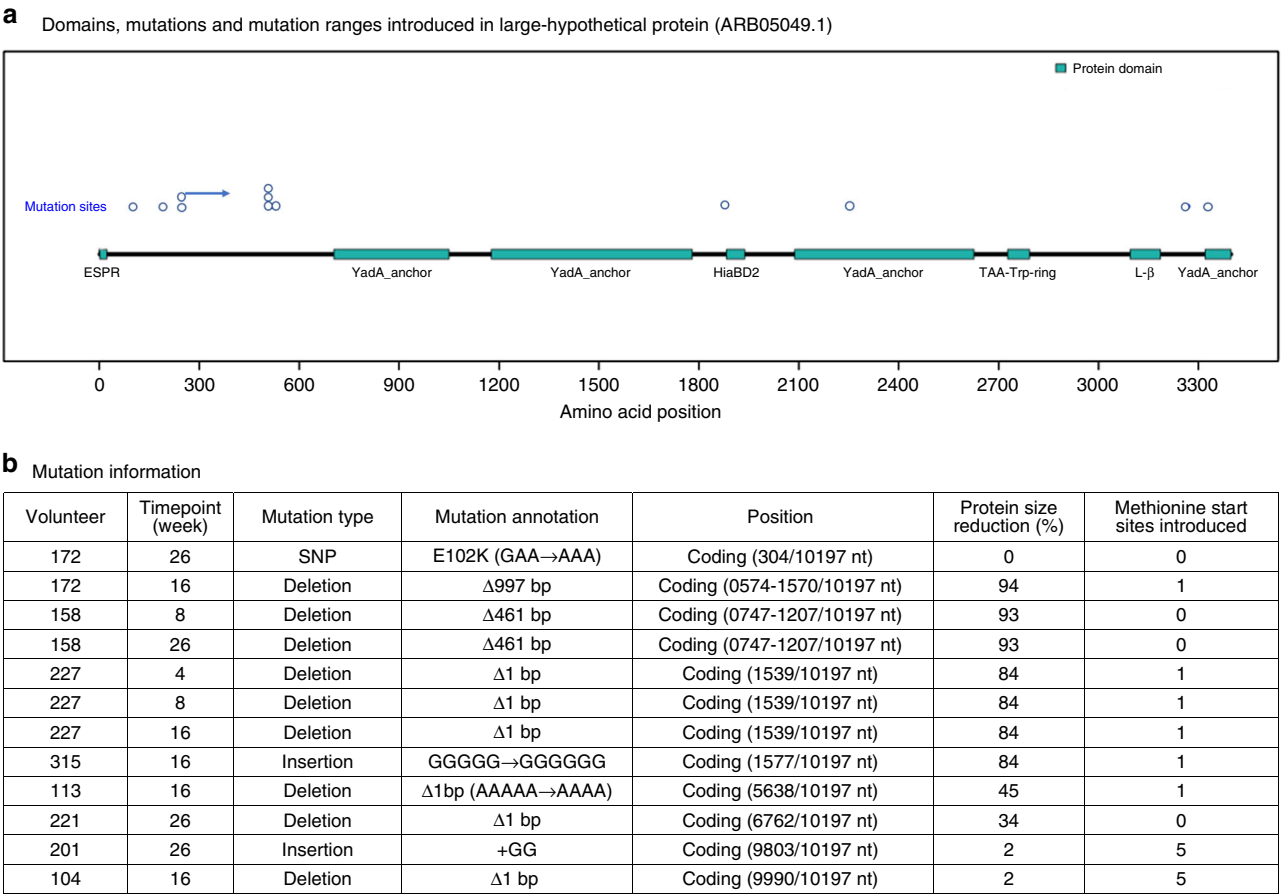 a Domains, mutations and mutation ranges introduced in large-hypothetical protein (ARB05049.1)
Protein domain
Mutation sites
ESPR YadA_anchor YadA_anchor HiaBD2 YadA_anchor TAA-Trp-ring L-β YadA_anchor
0 300 600 900 1200 1500 1800 2100 2400 2700 3000 3300
Amino acid position
b Mutation information
Volunteer Timepoint (week) Mutation type Mutation annotation Position Protein size reduction (%) Methionine start sites introduced
172 26 SNP E102K (GAA→AAA) Coding (304/10197 nt) 0 0
172 16 Deletion Δ997 bp Coding (0574-1570/10197 nt) 94 1
158 8 Deletion Δ461 bp Coding (0747-1207/10197 nt) 93 0
158 26 Deletion Δ461 bp Coding (0747-1207/10197 nt) 93 0
227 4 Deletion Δ1 bp Coding (1539/10197 nt) 84 1
227 8 Deletion Δ1 bp Coding (1539/10197 nt) 84 1
227 16 Deletion Δ1 bp Coding (1539/10197 nt) 84 1
315 16 Insertion GGGGG→GGGGGG Coding (1577/10197 nt) 84 1
113 16 Deletion Δ1bp (AAAAA→AAAA) Coding (5638/10197 nt) 45 1
221 26 Deletion Δ1 bp Coding (6762/10197 nt) 34 0
201 26 Insertion +GG Coding (9803/10197 nt) 2 5
104 16 Deletion Δ1 bp Coding (9990/10197 nt) 2 5